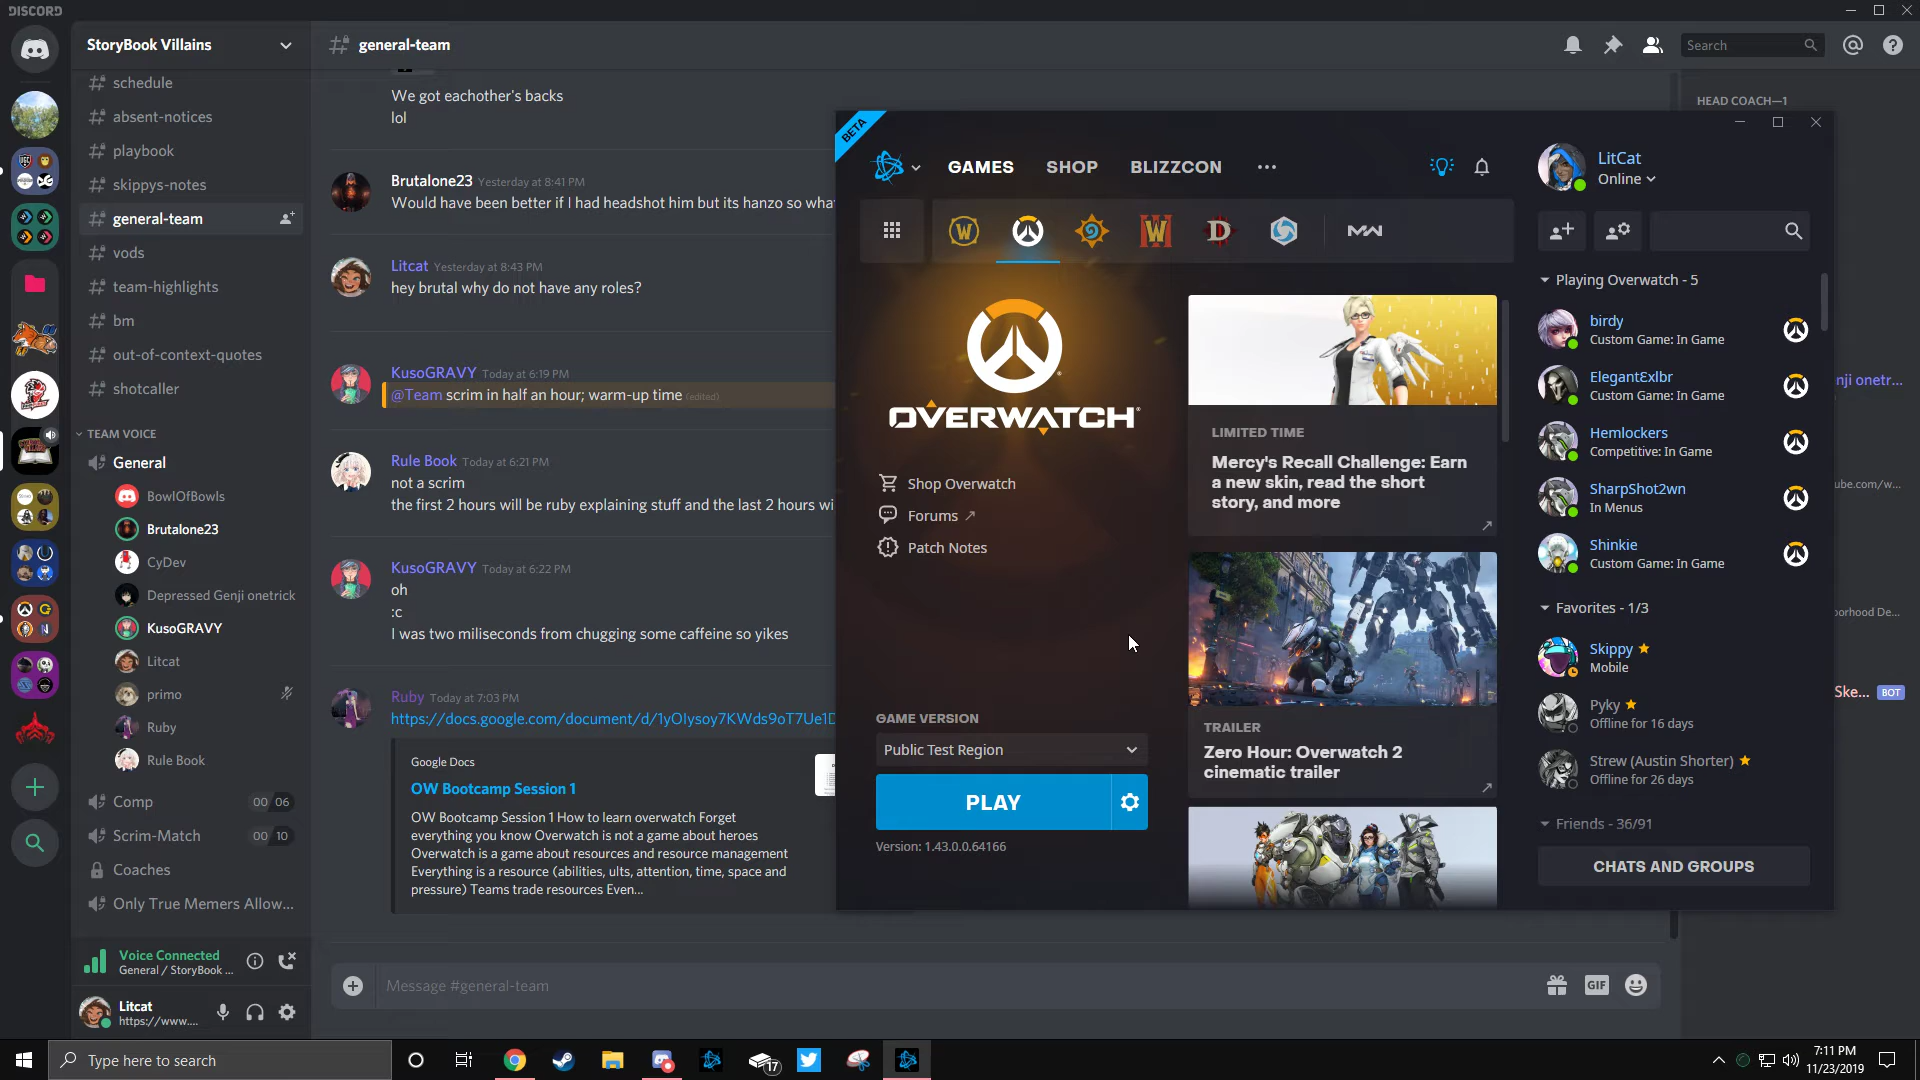 DISCORD
StoryBook Villains
schedule
absent-notices
playbook
skippys-notes
general-team
vods
team-highlights
bm
out-of-context-quotes
shotcaller
TEAM VOICE
General
BowlOfBowls
Brutalone23
CyDev
Depressed Genji onetrick
KusoGRAVY
Litcat
primo
Ruby
Rule Book
Comp 00 06
Scrim-Match 00 10
Coaches
Only True Memers Allow...
Voice Connected
General / StoryBook ...
Litcat
https://www....
general-team
Search
HEAD COACH—1
We got eachother's backs
lol
Brutalone23 Yesterday at 8:41 PM
Would have been better if I had headshot him but its hanzo so what
Litcat Yesterday at 8:43 PM
hey brutal why do not have any roles?
KusoGRAVY Today at 6:19 PM
@Team scrim in half an hour; warm-up time (edited)
Rule Book Today at 6:21 PM
not a scrim
the first 2 hours will be ruby explaining stuff and the last 2 hours wi
KusoGRAVY Today at 6:22 PM
oh
:c
I was two miliseconds from chugging some caffeine so yikes
Ruby Today at 7:03 PM
https://docs.google.com/document/d/1yOlysoy7KWds9oT7Ue1D
Google Docs
OW Bootcamp Session 1
OW Bootcamp Session 1 How to learn overwatch Forget
everything you know Overwatch is not a game about heroes
Overwatch is a game about resources and resource management
Everything is a resource (abilities, ults, attention, time, space and
pressure) Teams trade resources Even...
Message #general-team
GIF
nji onetr...
ube.com/w...
orhood De...
Ske... BOT
BETA
GAMES
SHOP
BLIZZCON
OVERWATCH
Shop Overwatch
Forums
Patch Notes
GAME VERSION
Public Test Region
PLAY
Version: 1.43.0.0.64166
LIMITED TIME
Mercy's Recall Challenge: Earn
a new skin, read the short
story, and more
TRAILER
Zero Hour: Overwatch 2
cinematic trailer
LitCat
Online
Playing Overwatch - 5
birdy
Custom Game: In Game
ElegantƐxlbr
Custom Game: In Game
Hemlockers
Competitive: In Game
SharpShot2wn
In Menus
Shinkie
Custom Game: In Game
Favorites - 1/3
Skippy
Mobile
Pyky
Offline for 16 days
Strew (Austin Shorter)
Offline for 26 days
Friends - 36/91
CHATS AND GROUPS
Type here to search
17
7:11 PM
11/23/2019